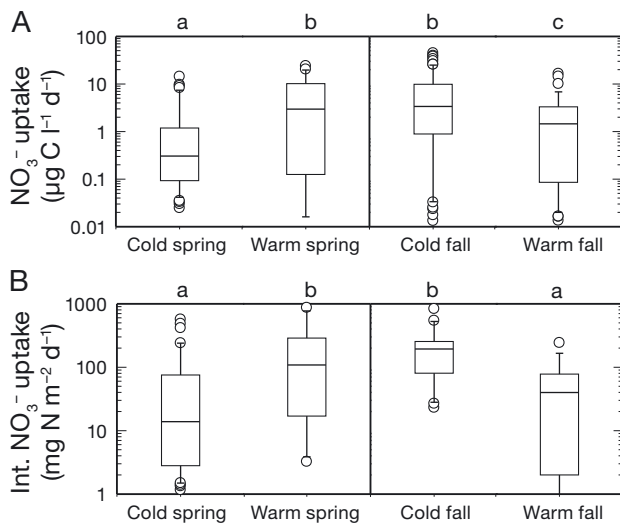 A
a b b c
NO₃⁻ uptake
(µg C l⁻¹ d⁻¹)
100
10
1
0.1
0.01
Cold spring Warm spring Cold fall Warm fall
B
a b b a
Int. NO₃⁻ uptake
(mg N m⁻² d⁻¹)
1000
100
10
1
Cold spring Warm spring Cold fall Warm fall